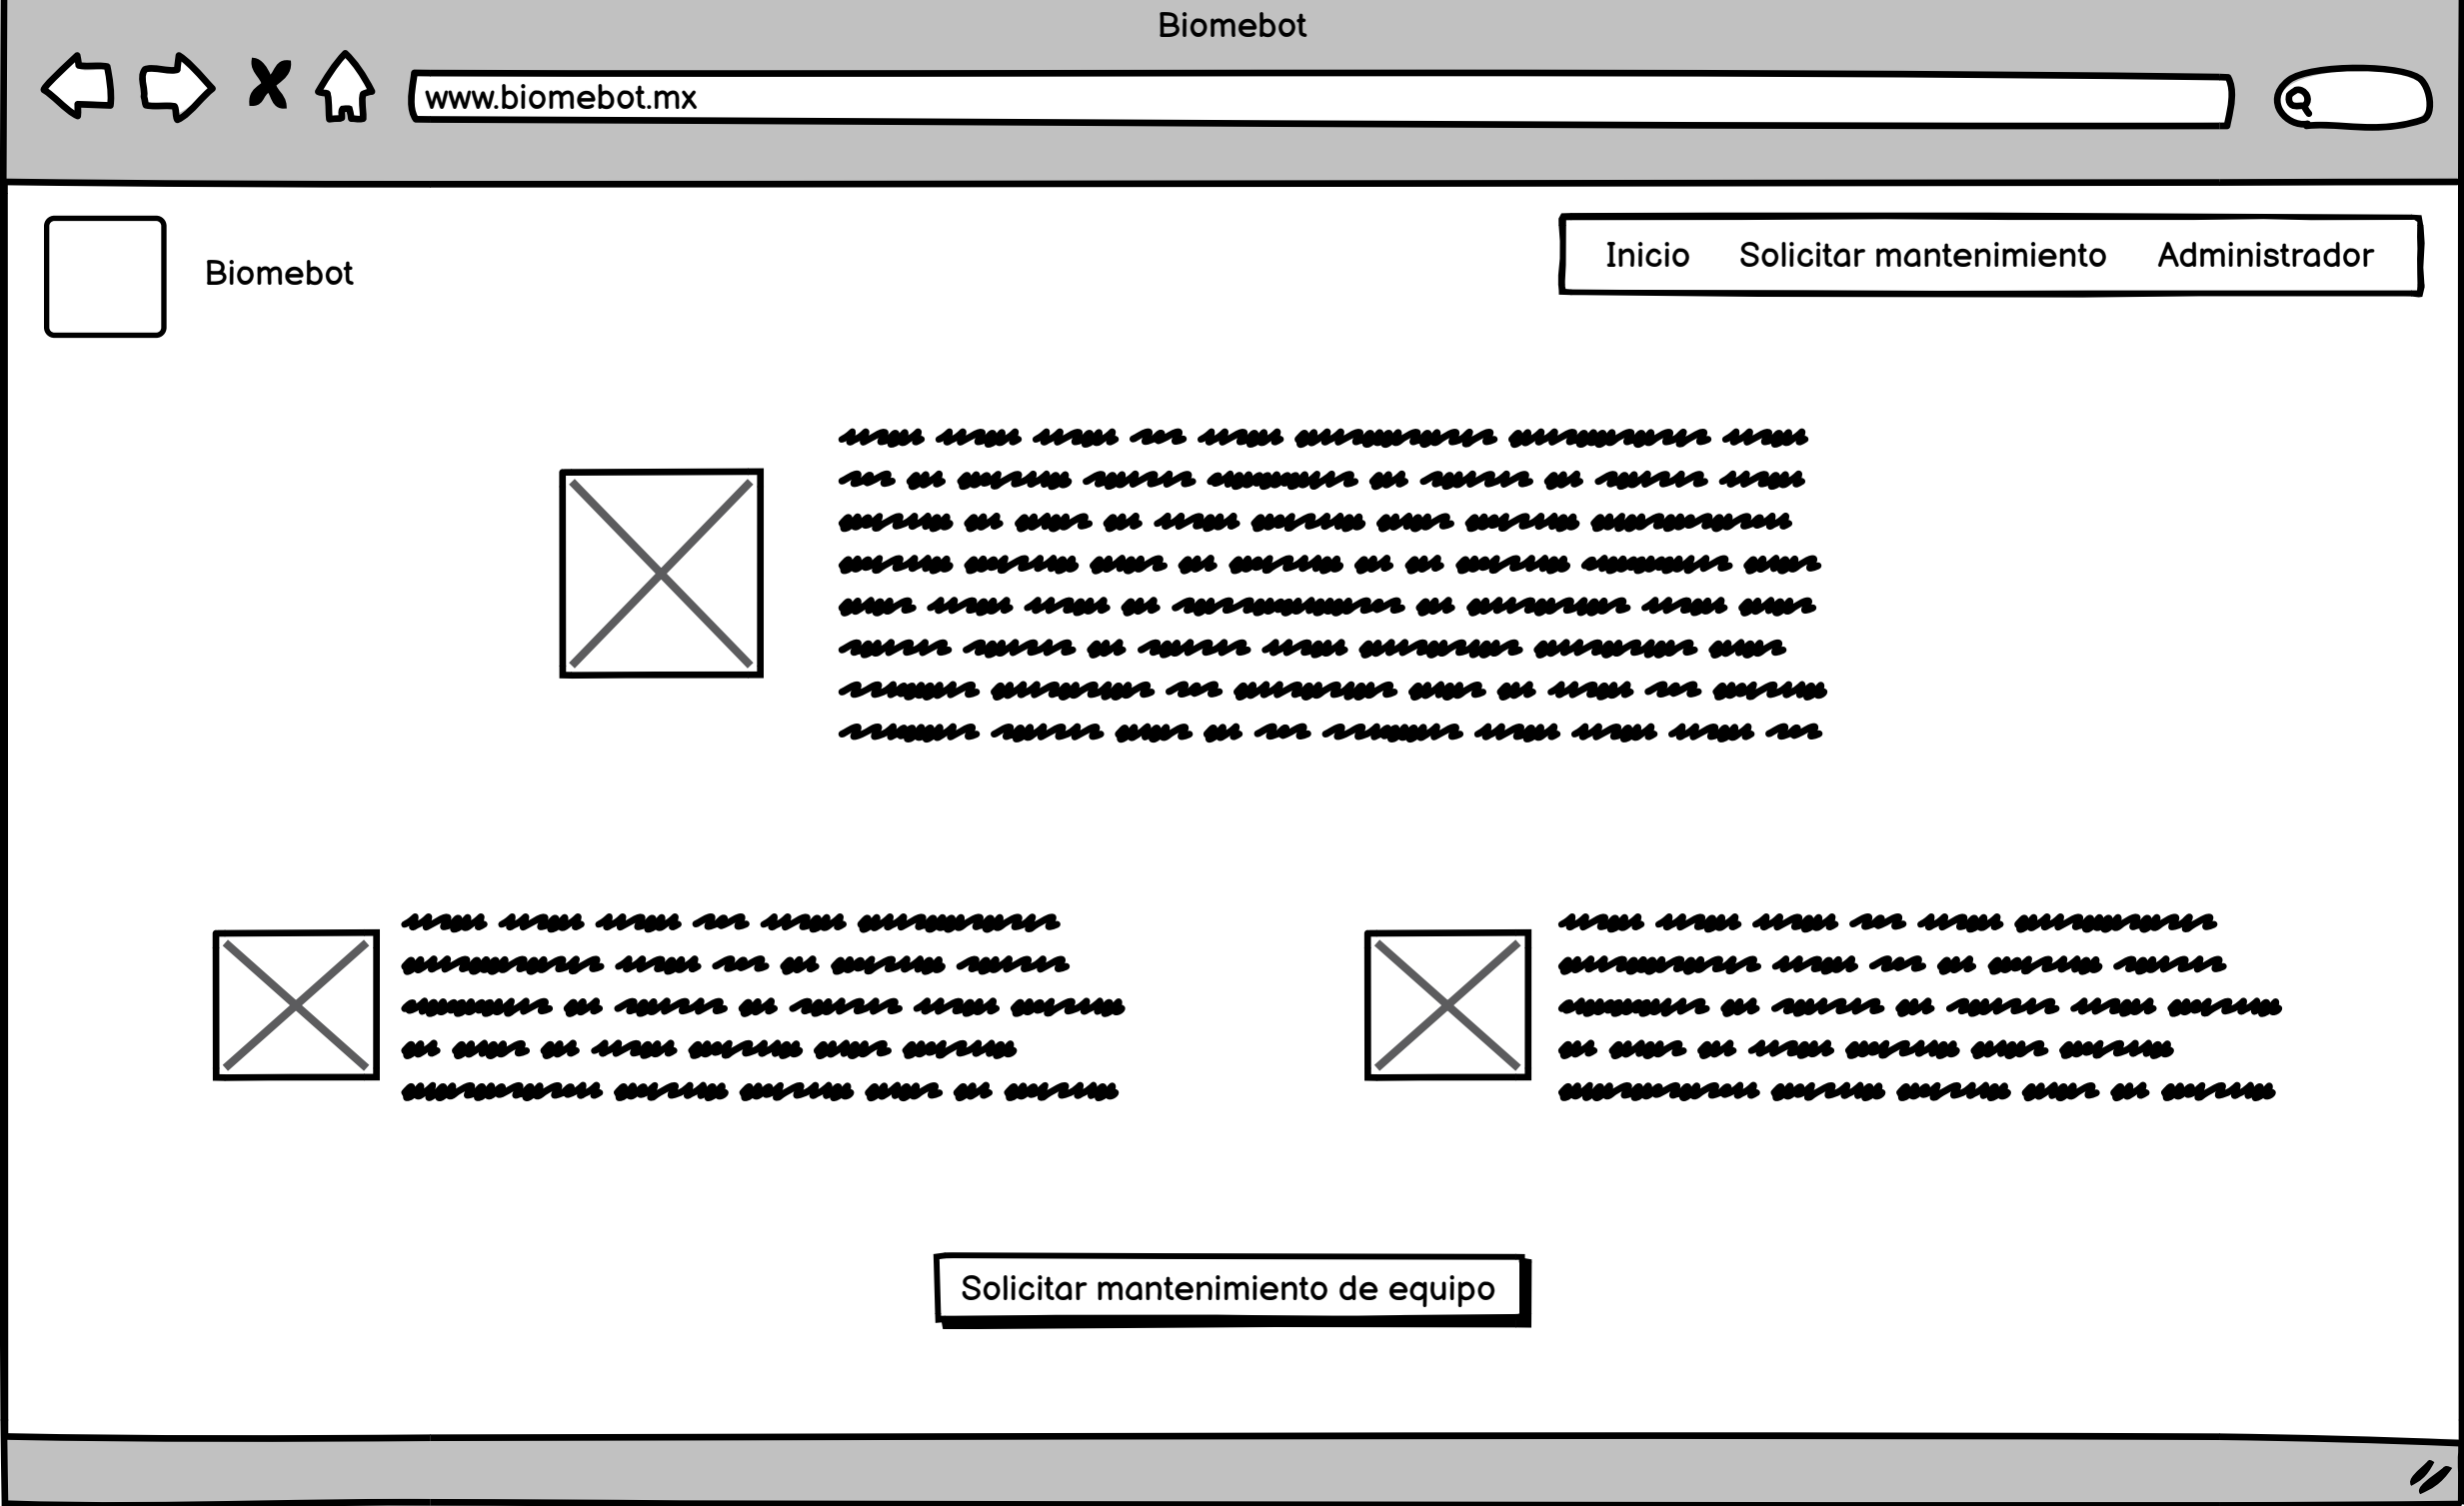 Biomebot
www.biomebot.mx
Biomebot
Inicio Solicitar mantenimiento Administrador
Solicitar mantenimiento de equipo